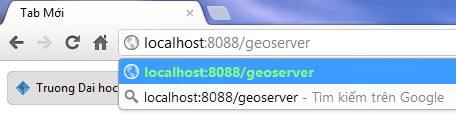 Tab Mới
localhost:8088/geoserver
localhost:8088/geoserver
Truong Dai hoc
localhost:8088/geoserver - Tìm kiếm trên Google